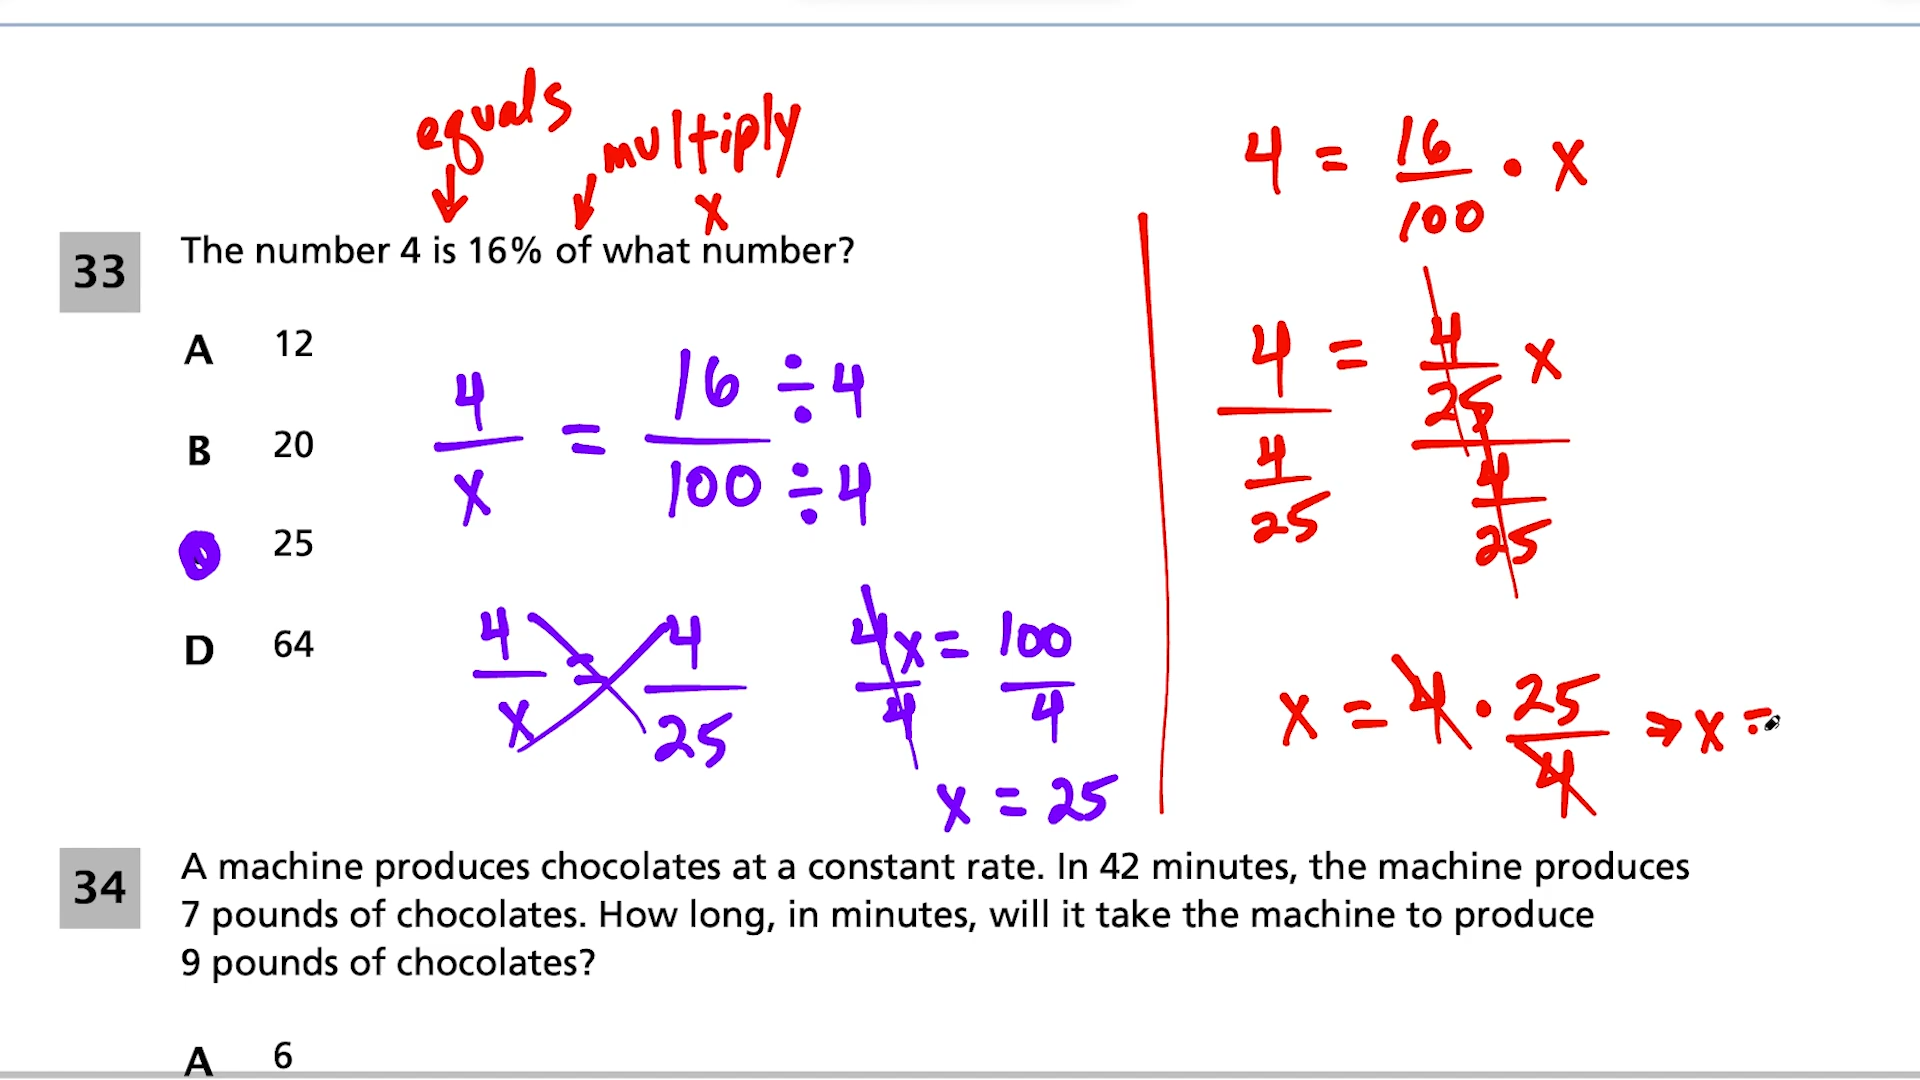 equals
multiply
x
33 The number 4 is 16% of what number?
A 12
B 20
25
D 64
4/x = 16 ÷ 4 / 100 ÷ 4
4/x = 4/25
4x/4 = 100/4
x = 25
4 = 16/100 · x
4 / (4/25) = (4/25) x / (4/25)
x = 4 · 25/4 ⇒ x =
34 A machine produces chocolates at a constant rate. In 42 minutes, the machine produces
7 pounds of chocolates. How long, in minutes, will it take the machine to produce
9 pounds of chocolates?
A 6